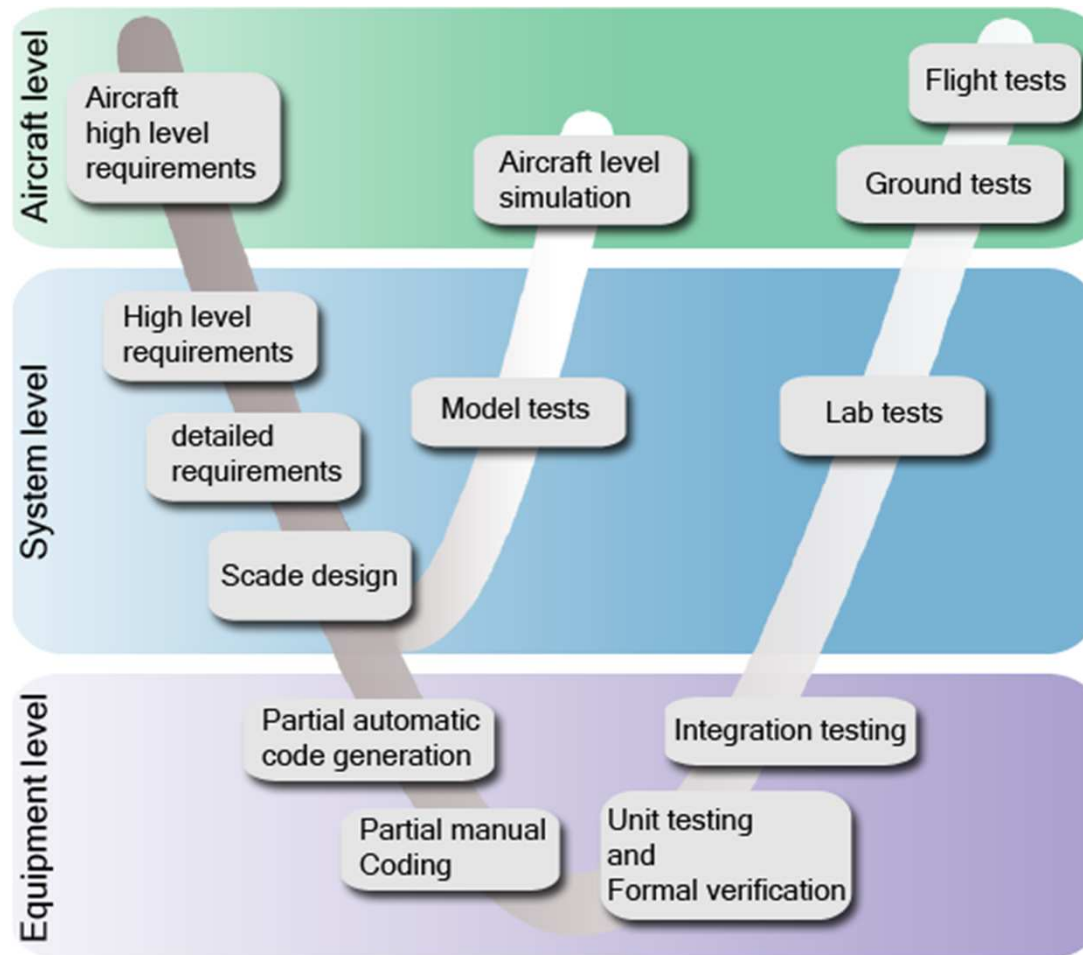 Aircraft level
Aircraft
high level
requirements
Aircraft level
simulation
Flight tests
Ground tests
System level
High level
requirements
detailed
requirements
Scade design
Model tests
Lab tests
Equipment level
Partial automatic
code generation
Partial manual
Coding
Integration testing
Unit testing
and
Formal verification